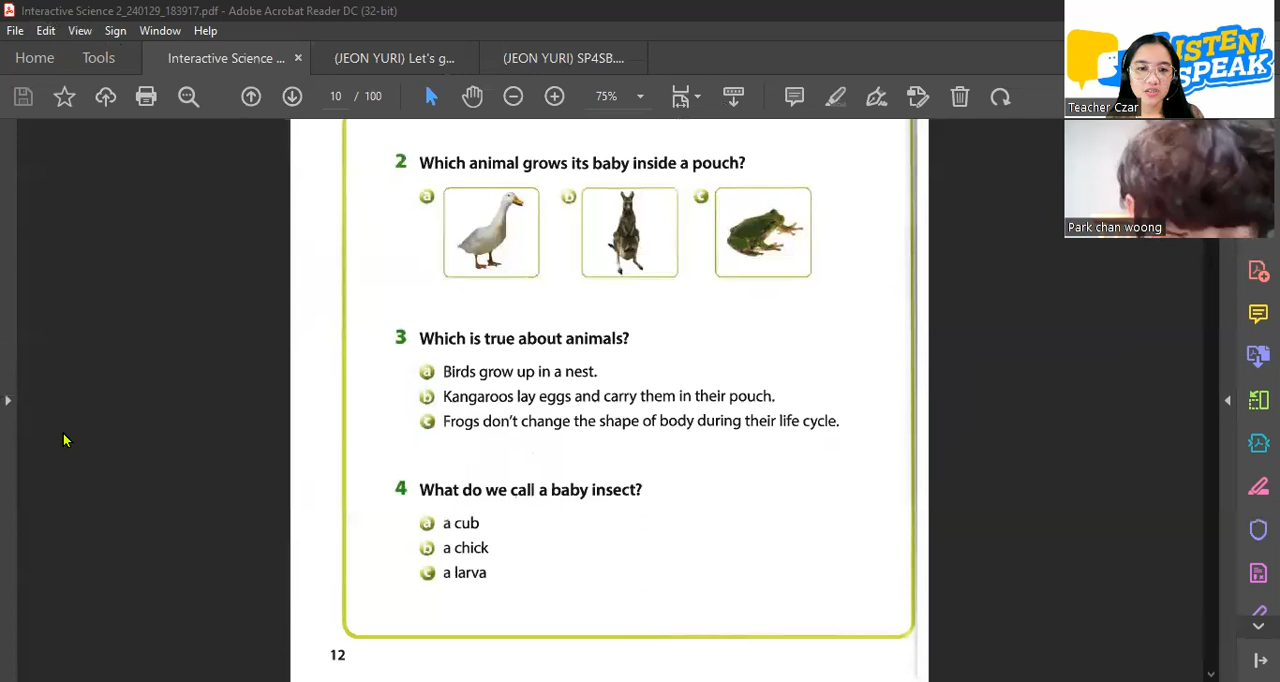 Interactive Science 2_240129_183917.pdf - Adobe Acrobat Reader DC (32-bit)
File Edit View Sign Window Help
Home Tools Interactive Science ... × (JEON YURI) Let's g... (JEON YURI) SP4SB....
10 / 100 75%
LISTEN
SPEAK
Teacher Czar
Park chan woong
2 Which animal grows its baby inside a pouch?
a b c
3 Which is true about animals?
a Birds grow up in a nest.
b Kangaroos lay eggs and carry them in their pouch.
c Frogs don't change the shape of body during their life cycle.
4 What do we call a baby insect?
a a cub
b a chick
c a larva
12